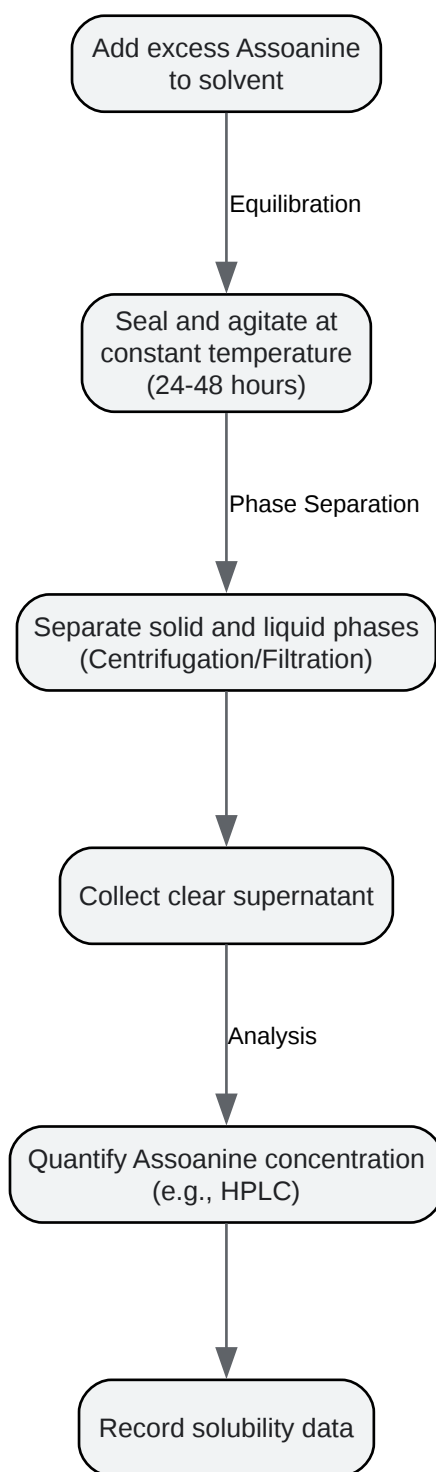 Add excess Assoanine
to solvent
Equilibration
Seal and agitate at
constant temperature
(24-48 hours)
Phase Separation
Separate solid and liquid phases
(Centrifugation/Filtration)
Collect clear supernatant
Analysis
Quantify Assoanine concentration
(e.g., HPLC)
Record solubility data